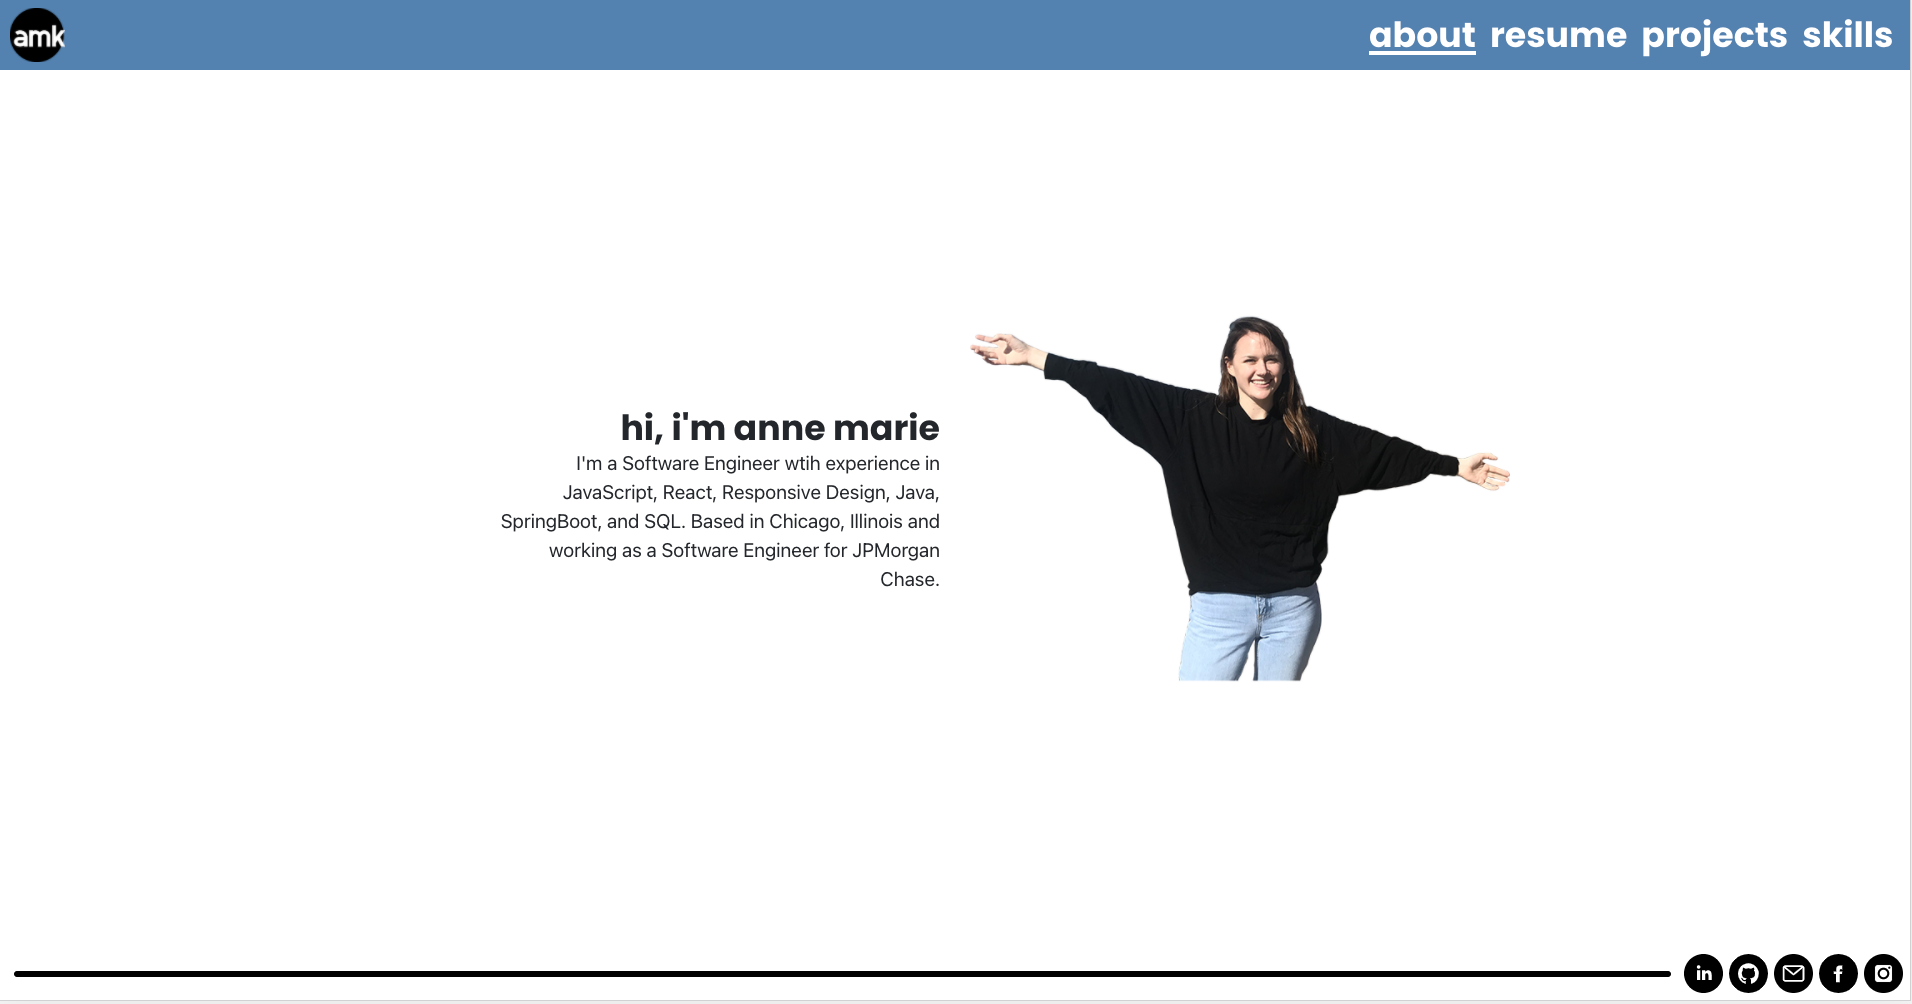 amk
about resume projects skills
hi, i'm anne marie
I'm a Software Engineer wtih experience in
JavaScript, React, Responsive Design, Java,
SpringBoot, and SQL. Based in Chicago, Illinois and
working as a Software Engineer for JPMorgan
Chase.
in f